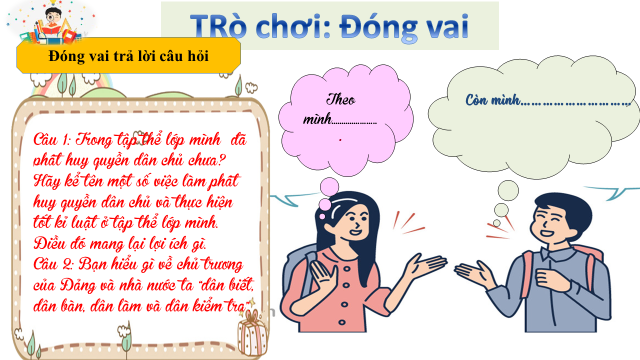 TRò chơi: Đóng vai
Đóng vai trả lời câu hỏi
Câu 1: Trong tập thể lớp mình đã
phát huy quyền dân chủ chưa?
Hãy kể tên một số việc làm phát
huy quyền dân chủ và thực hiện
tốt kỉ luật ở tập thể lớp mình.
Điều đó mang lại lợi ích gì.
Câu 2: Bạn hiểu gì về chủ trương
của Đảng và nhà nước ta "dân biết,
dân bàn, dân làm và dân kiểm tra"
Theo
mình.....................
.
Còn mình..............................